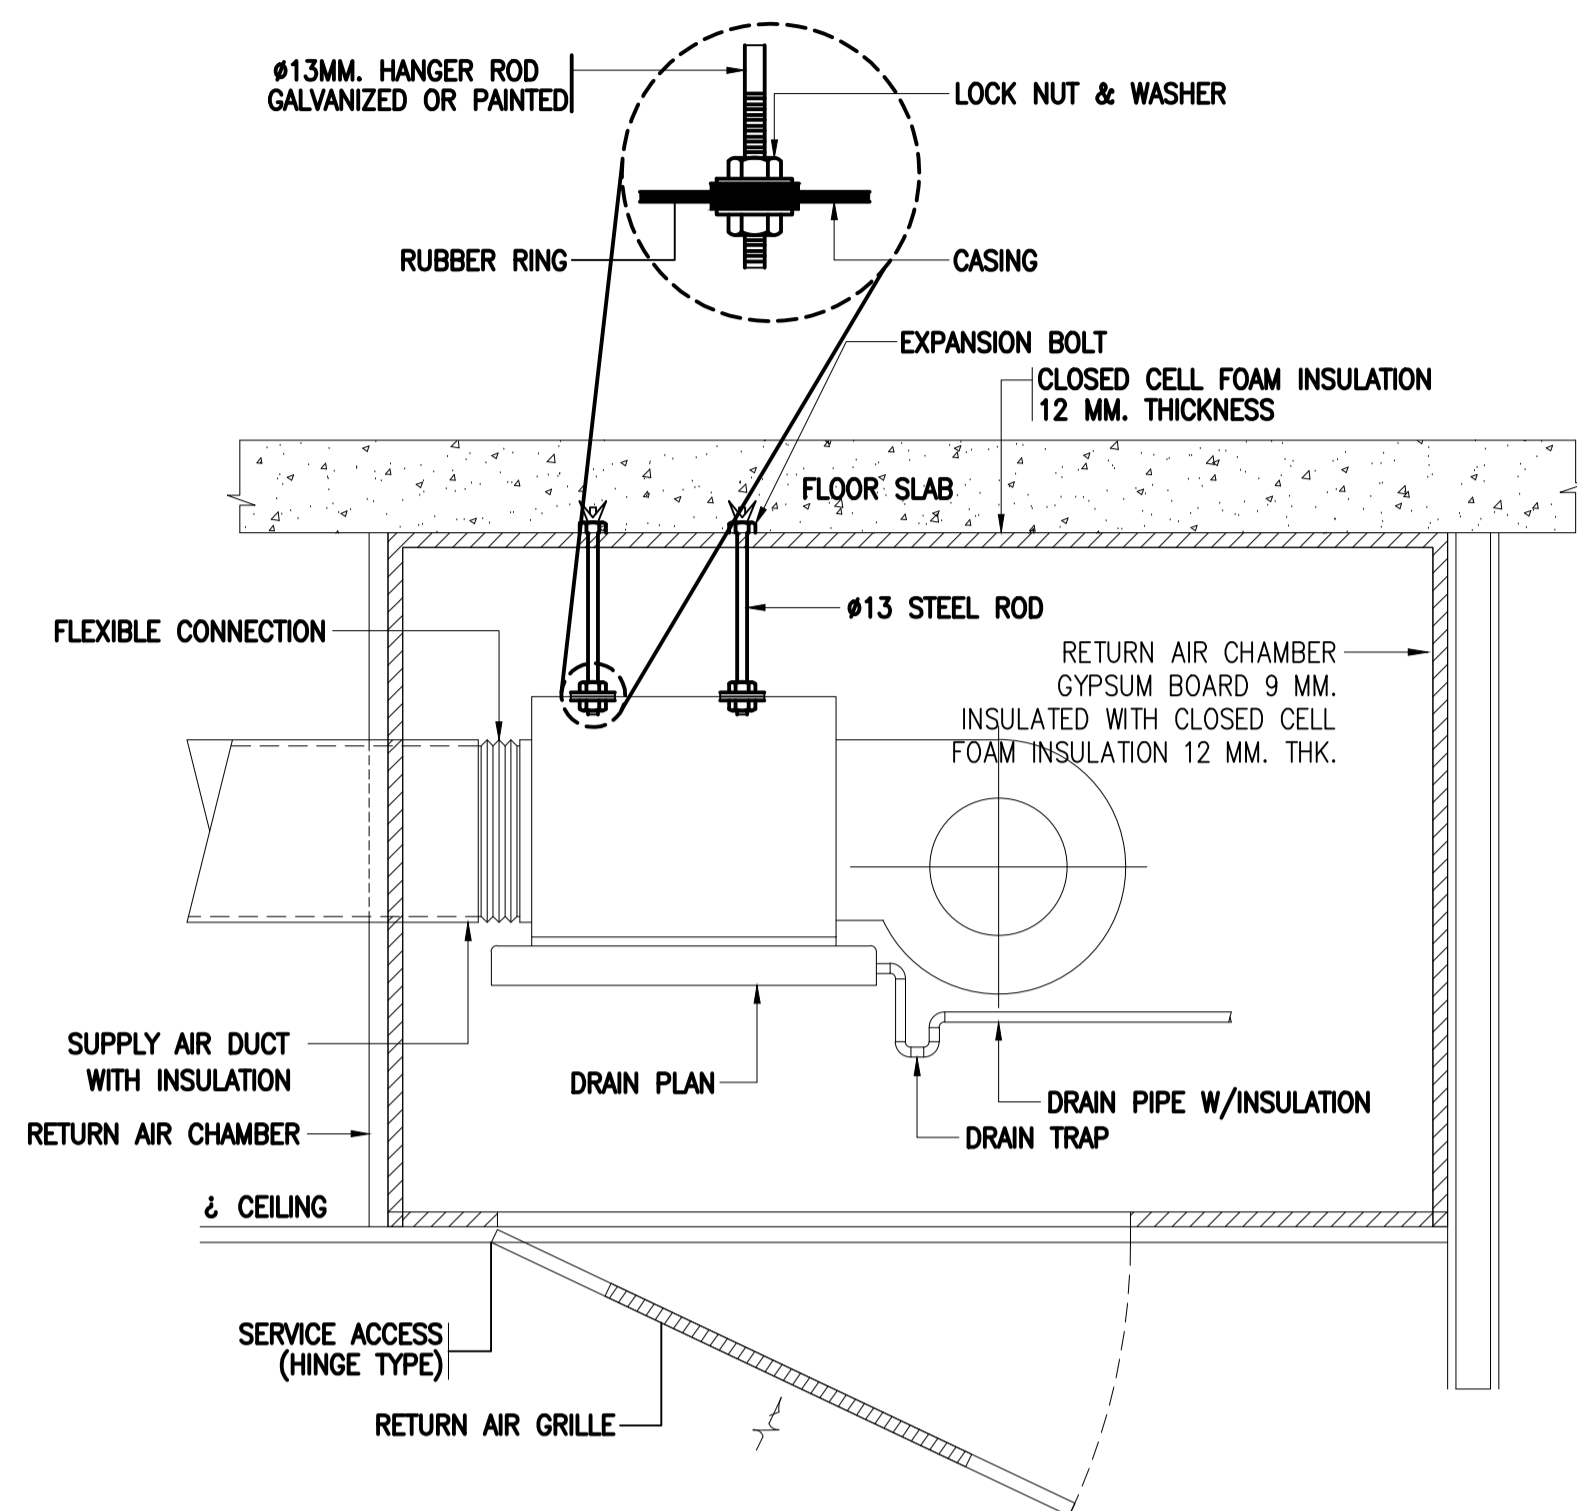 ø13MM. HANGER ROD
GALVANIZED OR PAINTED
LOCK NUT & WASHER
RUBBER RING
CASING
EXPANSION BOLT
CLOSED CELL FOAM INSULATION
12 MM. THICKNESS
FLOOR SLAB
ø13 STEEL ROD
FLEXIBLE CONNECTION
RETURN AIR CHAMBER
GYPSUM BOARD 9 MM.
INSULATED WITH CLOSED CELL
FOAM INSULATION 12 MM. THK.
SUPPLY AIR DUCT
WITH INSULATION
DRAIN PLAN
DRAIN PIPE W/INSULATION
DRAIN TRAP
RETURN AIR CHAMBER
¿ CEILING
SERVICE ACCESS
(HINGE TYPE)
RETURN AIR GRILLE